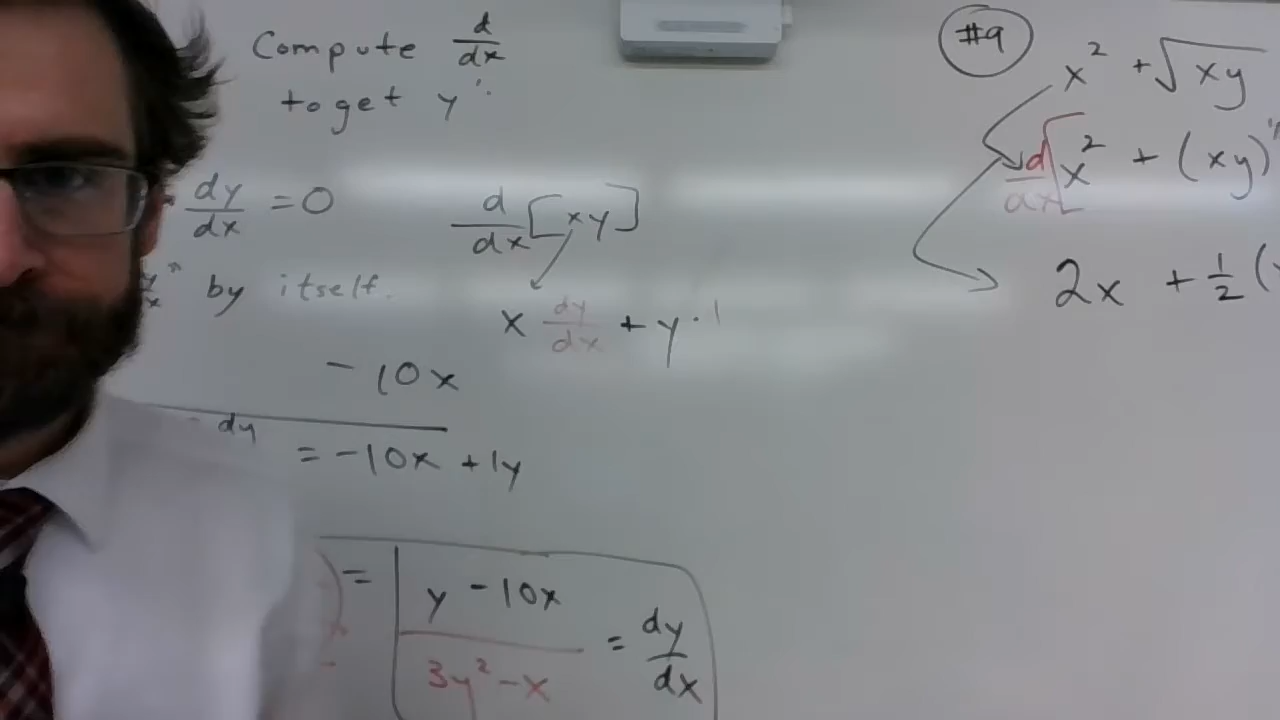 Compute d/dx
to get y'.
dy/dx = 0
d/dx [xy]
" by itself.
x dy/dx + y · 1
- 10x
dy = -10x + 1y
= y - 10x / 3y² - x = dy/dx
#9
x² + √xy
d/dx [x² + (xy)
2x + 1/2 (